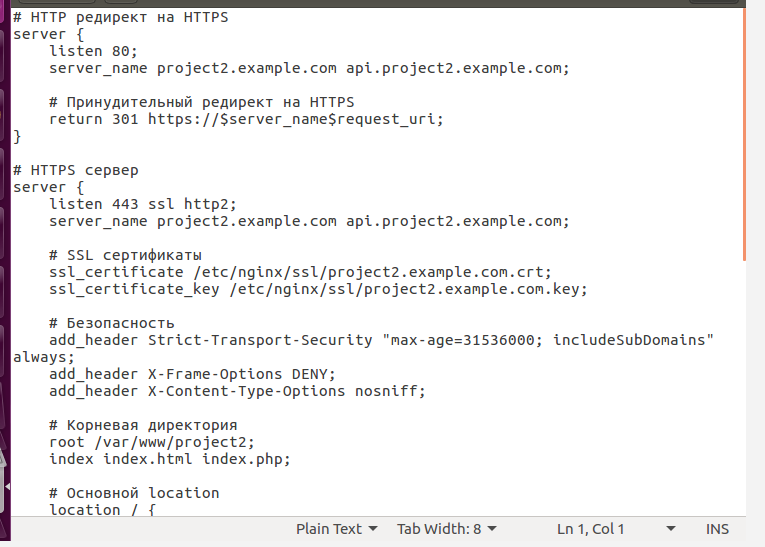 # HTTP редирект на HTTPS
server {
    listen 80;
    server_name project2.example.com api.project2.example.com;

    # Принудительный редирект на HTTPS
    return 301 https://$server_name$request_uri;
}

# HTTPS сервер
server {
    listen 443 ssl http2;
    server_name project2.example.com api.project2.example.com;

    # SSL сертификаты
    ssl_certificate /etc/nginx/ssl/project2.example.com.crt;
    ssl_certificate_key /etc/nginx/ssl/project2.example.com.key;

    # Безопасность
    add_header Strict-Transport-Security "max-age=31536000; includeSubDomains"
always;
    add_header X-Frame-Options DENY;
    add_header X-Content-Type-Options nosniff;

    # Корневая директория
    root /var/www/project2;
    index index.html index.php;

    # Основной location
    location / {
Plain Text Tab Width: 8 Ln 1, Col 1 INS